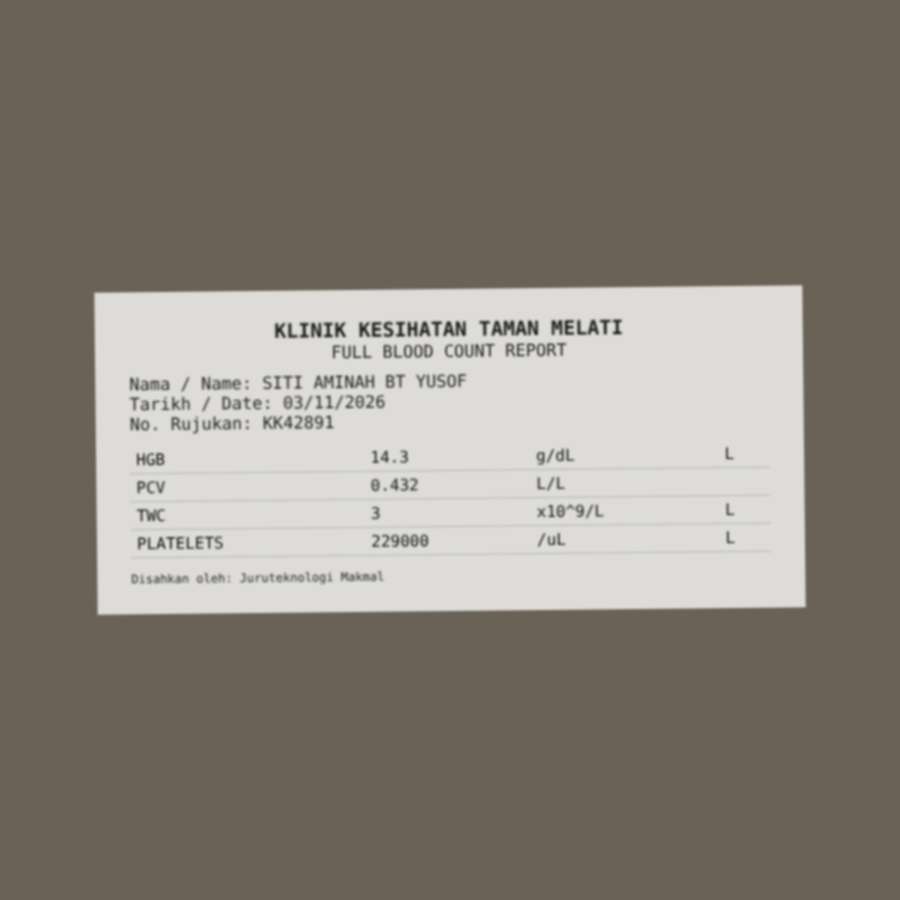 KLINIK KESIHATAN TAMAN MELATI
FULL BLOOD COUNT REPORT
Nama / Name: SITI AMINAH BT YUSOF
Tarikh / Date: 03/11/2026
No. Rujukan: KK42891
HGB 14.3 g/dL L
PCV 0.432 L/L
TWC 3 x10^9/L L
PLATELETS 229000 /uL L
Disahkan oleh: Juruteknologi Makmal